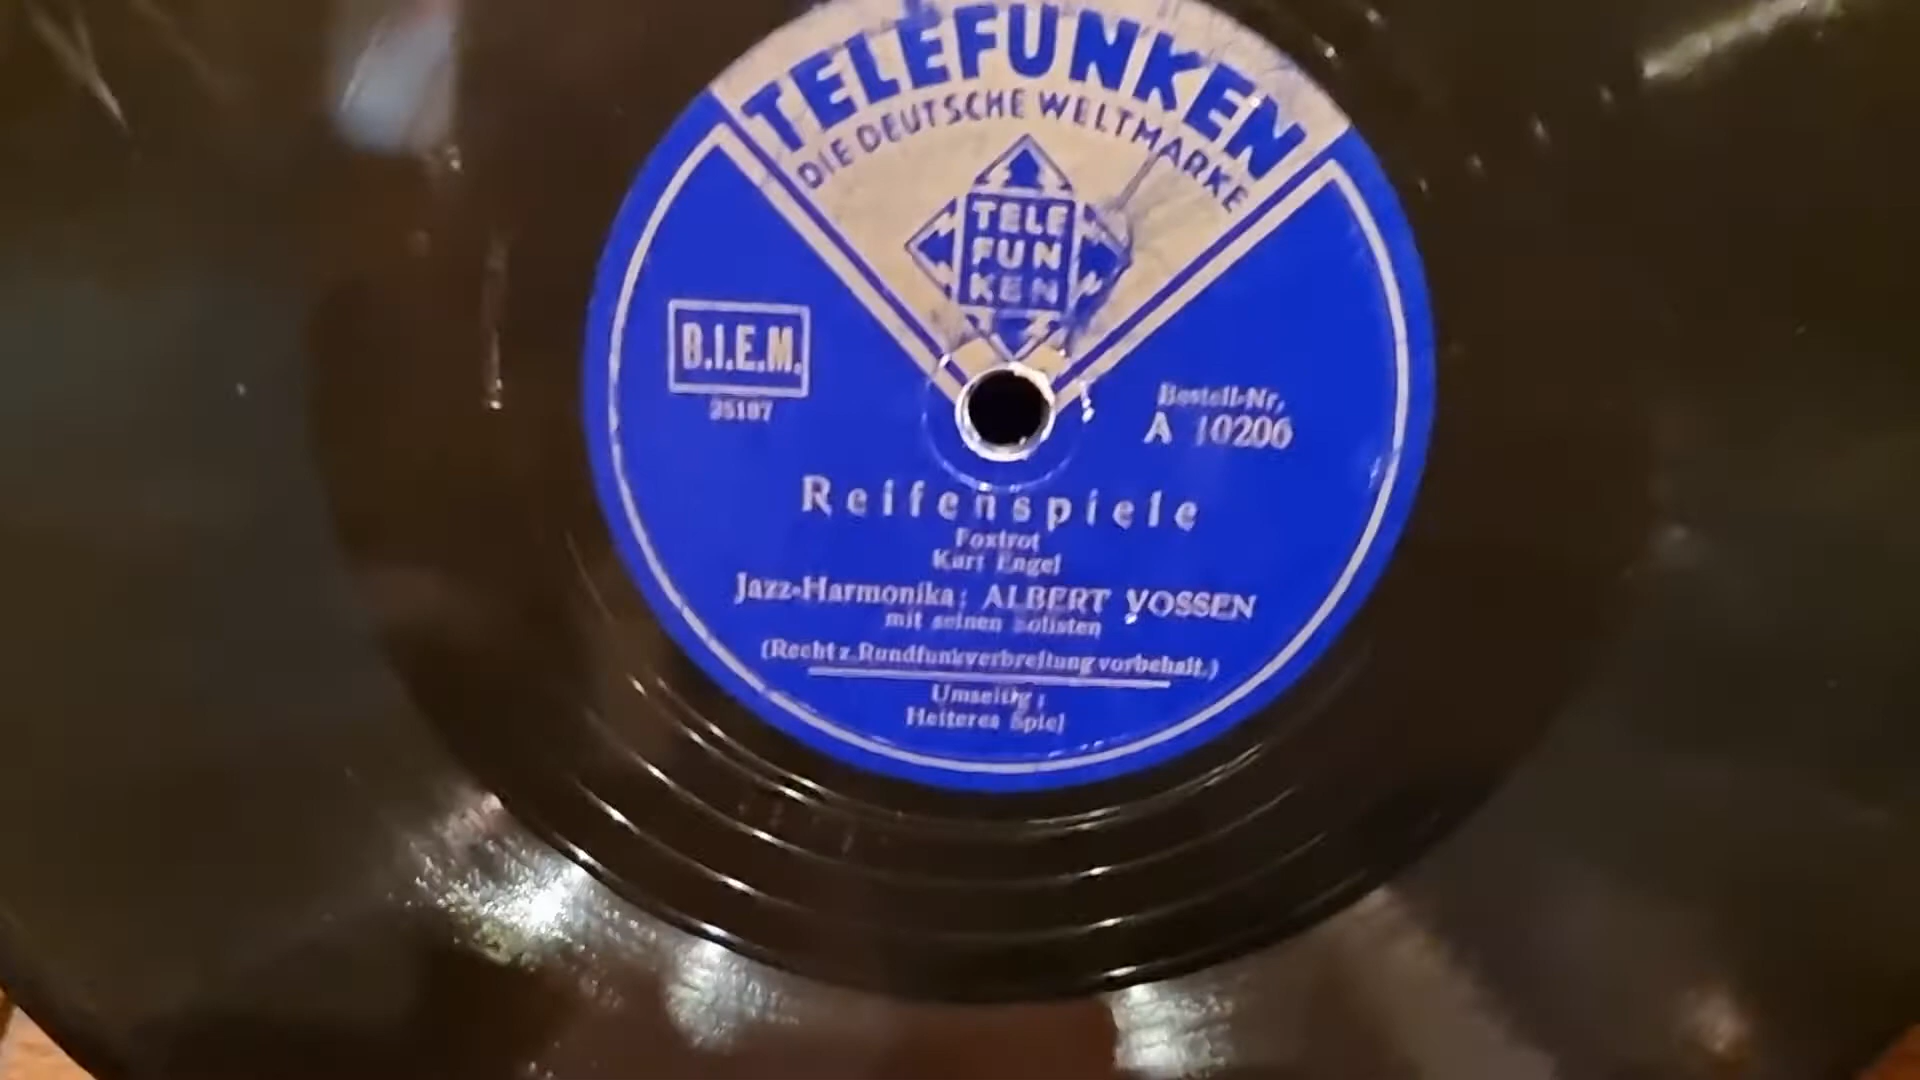 TELEFUNKEN
DIE DEUTSCHE WELTMARKE
TELE
FUN
KEN
B.I.E.M.
25197
Bestell-Nr.
A 10206
Reifenspiele
Foxtrot
Kurt Engel
Jazz-Harmonika: ALBERT VOSSEN
mit seinen Solisten
(Recht z. Rundfunkverbreitung vorbehalt.)
Umseitig:
Heiteres Spiel